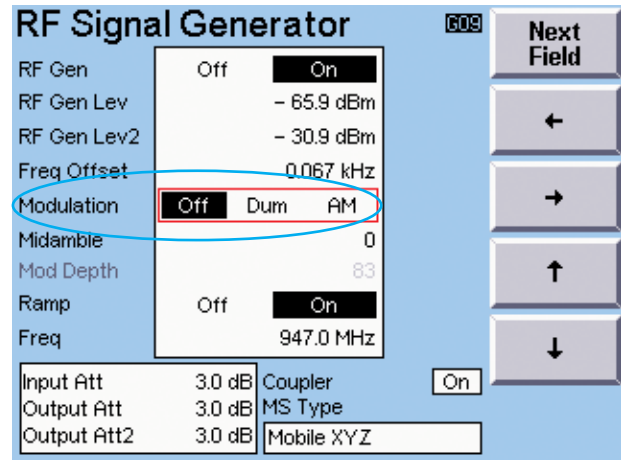 RF Signal Generator G09
RF Gen Off On
RF Gen Lev – 65.9 dBm
RF Gen Lev2 – 30.9 dBm
Freq Offset 0.067 kHz
Modulation Off Dum AM
Midamble 0
Mod Depth 83
Ramp Off On
Freq 947.0 MHz
Input Att 3.0 dB
Output Att 3.0 dB
Output Att2 3.0 dB
Coupler On
MS Type
Mobile XYZ
Next
Field
←
→
↑
↓